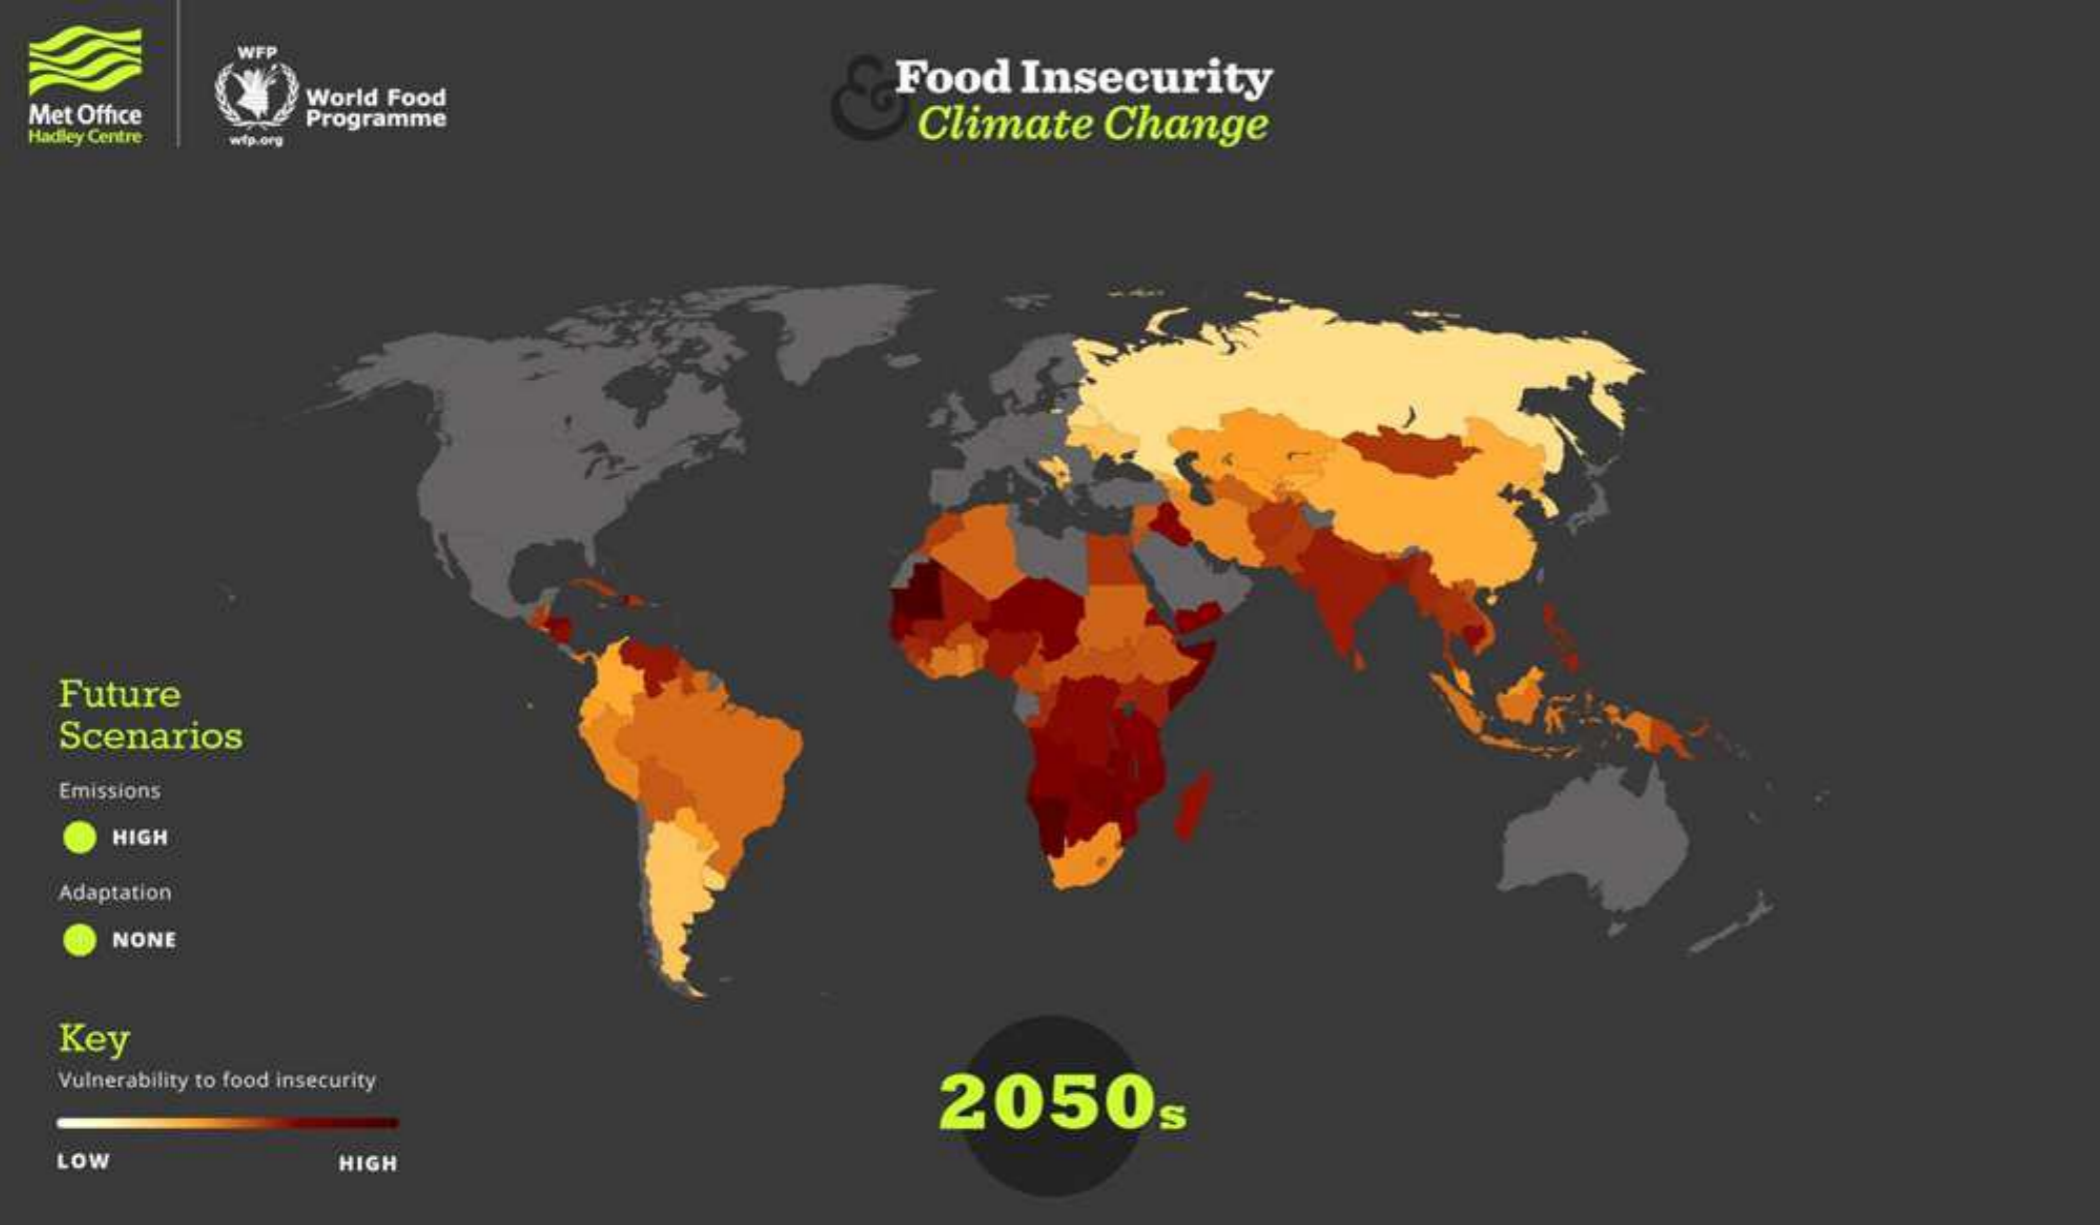 Met Office
Hadley Centre
WFP
wfp.org
World Food
Programme
& Food Insecurity
Climate Change
Future
Scenarios
Emissions
HIGH
Adaptation
NONE
Key
Vulnerability to food insecurity
LOW
HIGH
2050s